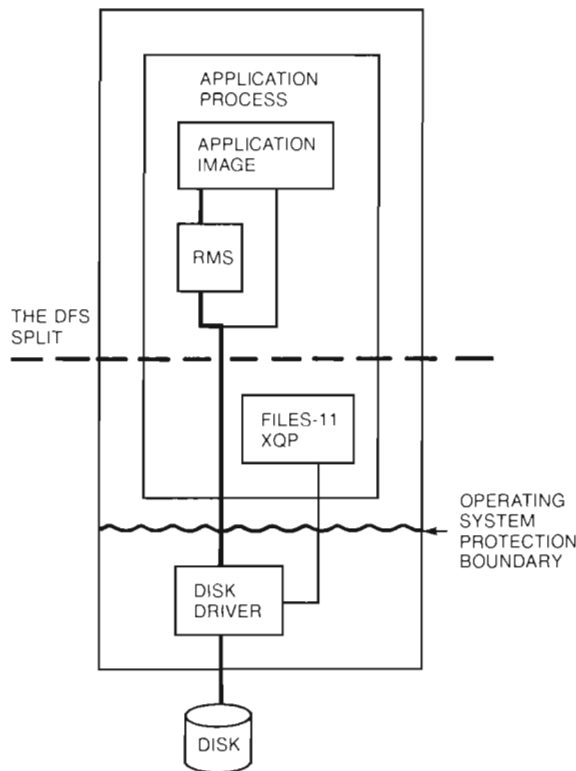 APPLICATION
PROCESS
APPLICATION
IMAGE
RMS
THE DFS
SPLIT
FILES-11
XQP
OPERATING
SYSTEM
PROTECTION
BOUNDARY
DISK
DRIVER
DISK